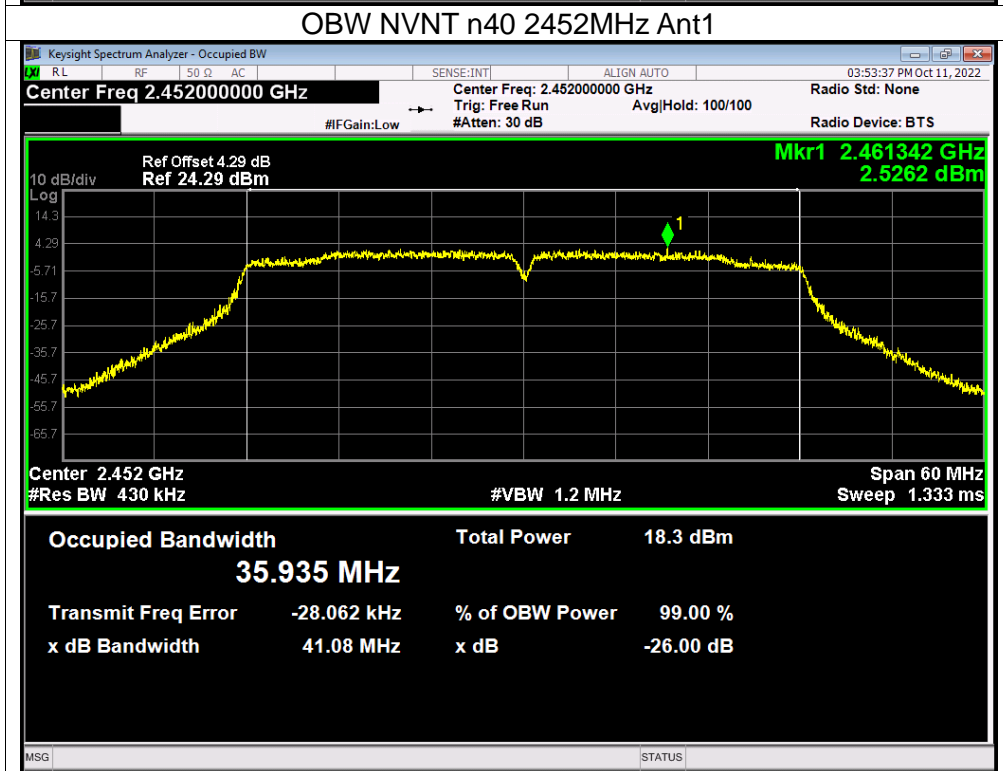 OBW NVNT n40 2452MHz Ant1
Keysight Spectrum Analyzer - Occupied BW
LXI RL RF 50 Ω AC SENSE:INT ALIGN AUTO 03:53:37 PM Oct 11, 2022
Center Freq 2.452000000 GHz Center Freq: 2.452000000 GHz Radio Std: None
Trig: Free Run Avg|Hold: 100/100
#IFGain:Low #Atten: 30 dB Radio Device: BTS
Mkr1 2.461342 GHz
2.5262 dBm
Ref Offset 4.29 dB
10 dB/div Ref 24.29 dBm
Log
14.3
4.29
1
-5.71
-15.7
-25.7
-35.7
-45.7
-55.7
-65.7
Center 2.452 GHz Span 60 MHz
#Res BW 430 kHz #VBW 1.2 MHz Sweep 1.333 ms
Occupied Bandwidth Total Power 18.3 dBm
35.935 MHz
Transmit Freq Error -28.062 kHz % of OBW Power 99.00 %
x dB Bandwidth 41.08 MHz x dB -26.00 dB
MSG STATUS